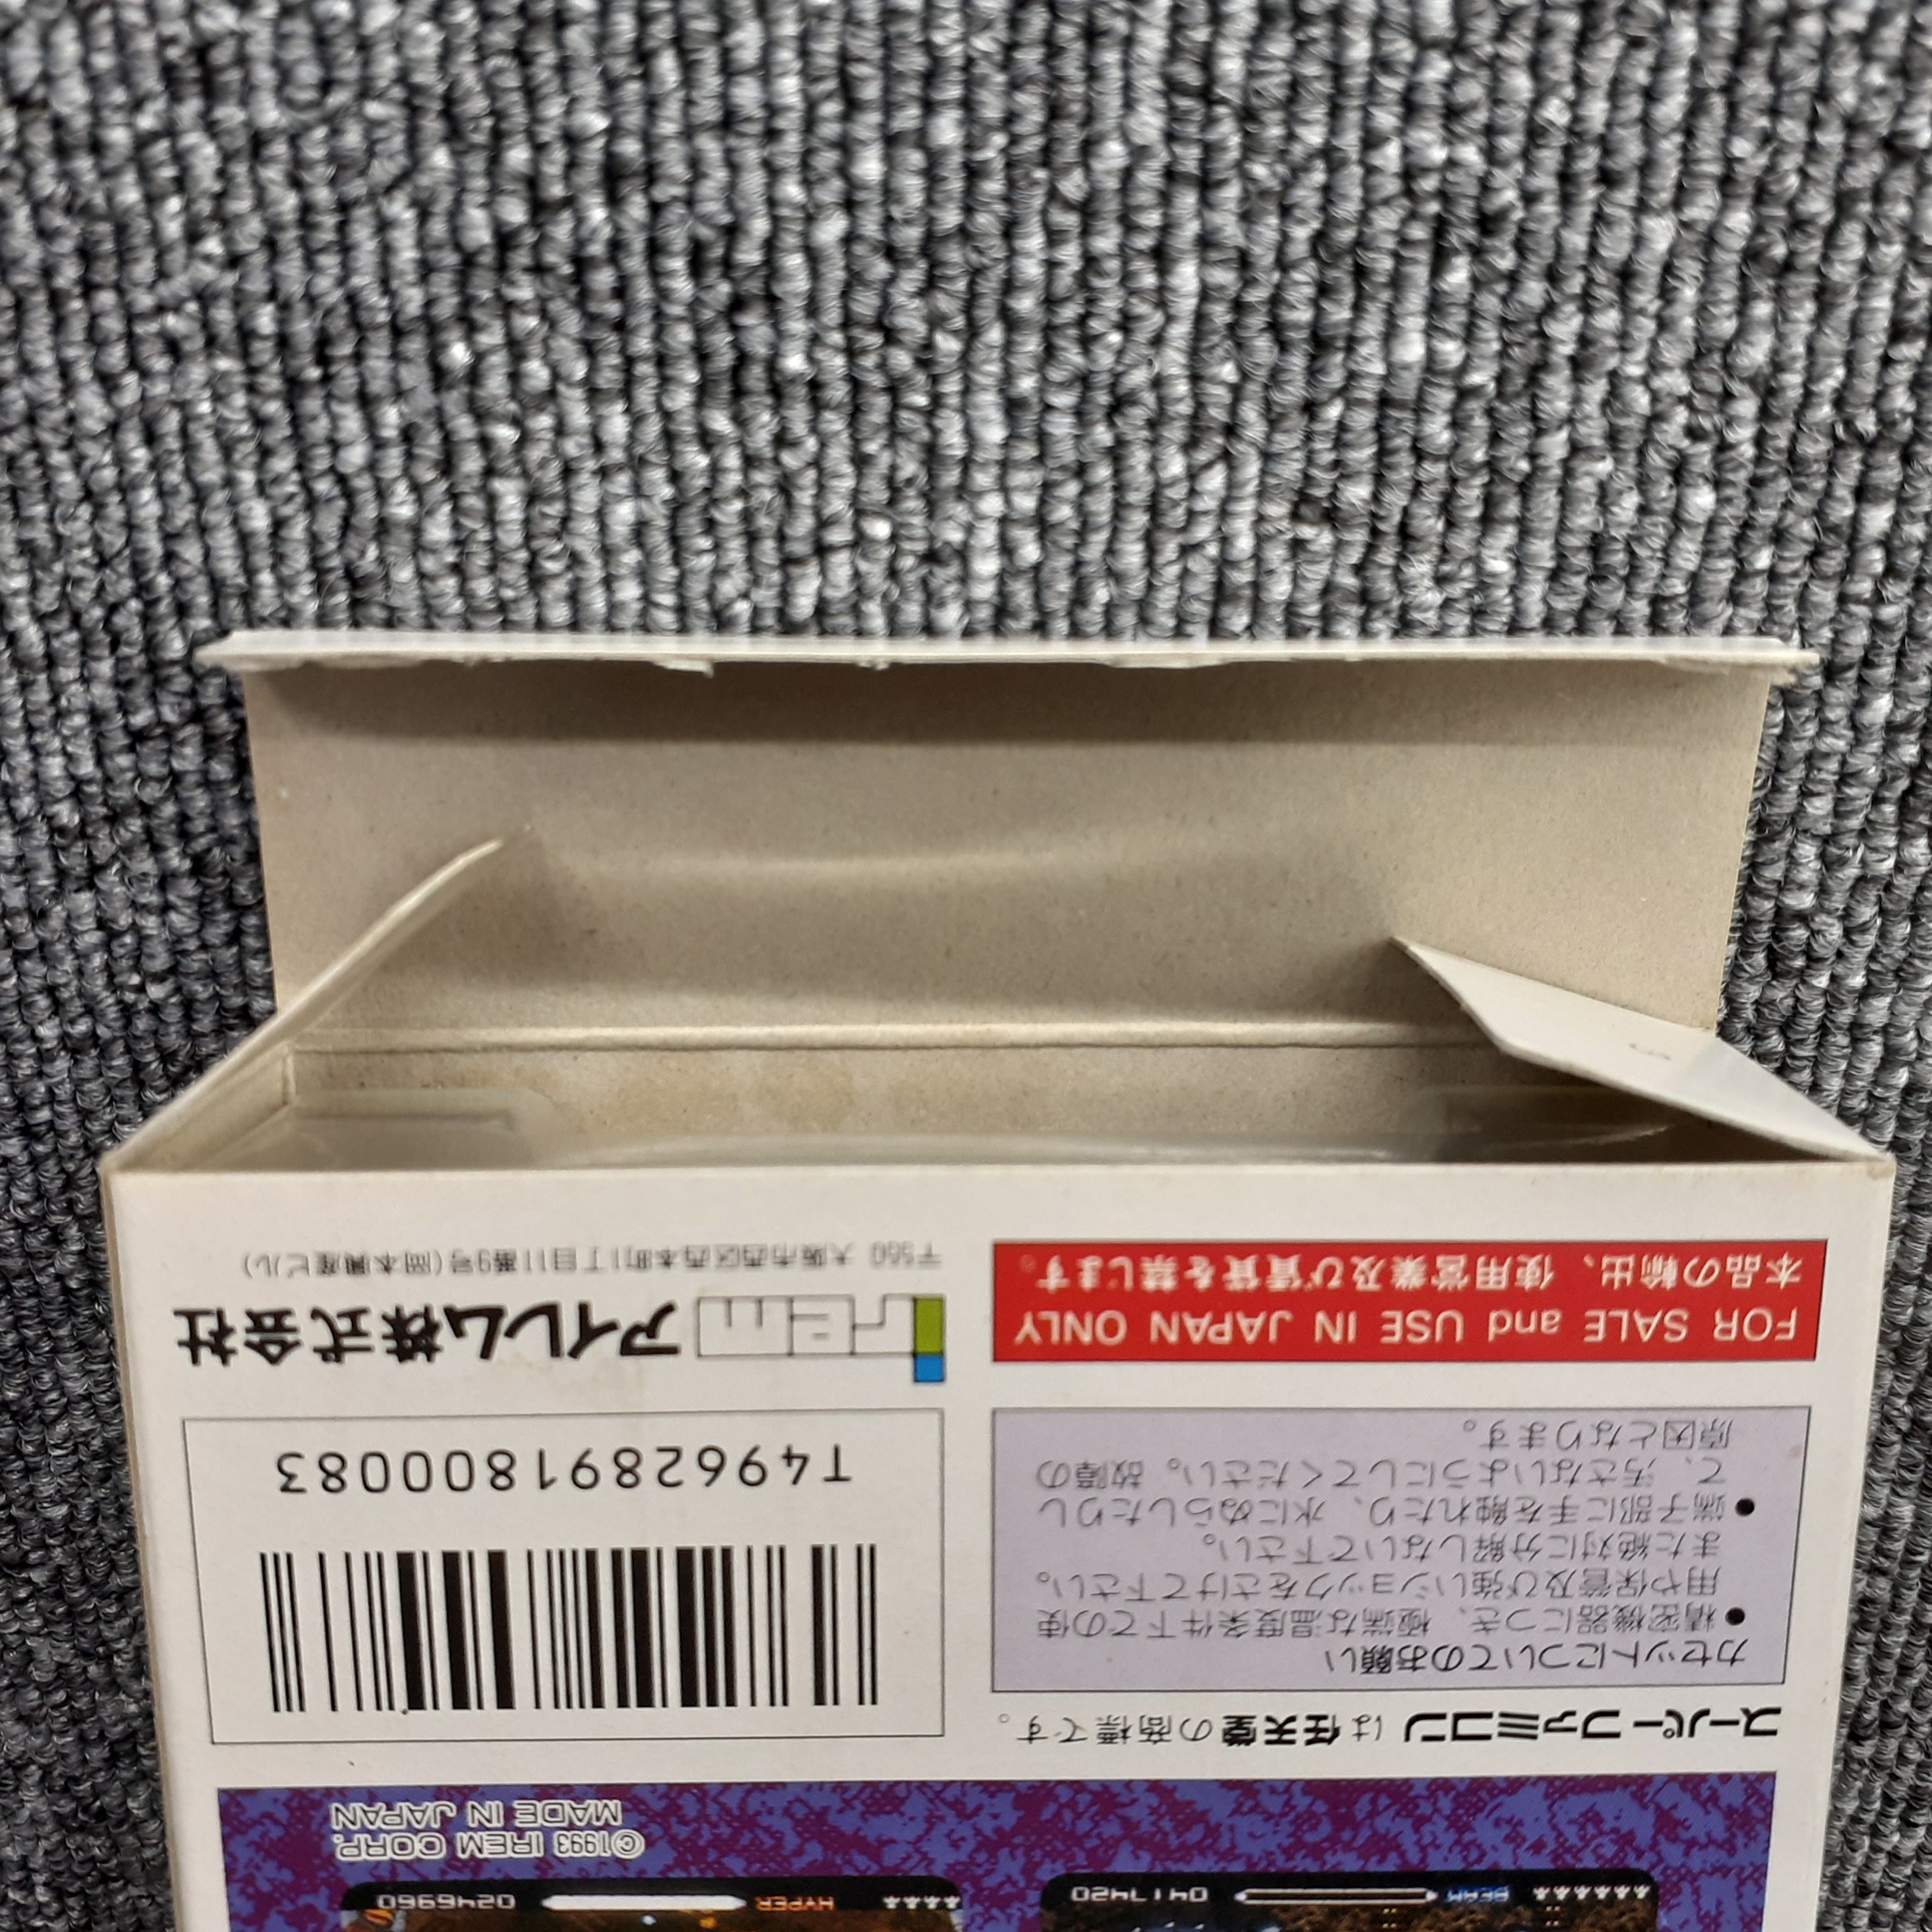 ©1993 IREM CORP.
MADE IN JAPAN
BEAM 0417420
HYPER 0246960
スーパーファミコンは任天堂の商標です。
カセットについてのお願い
●精密機器につき、極端な温度条件下での使
用や保管及び強いショックをさけて下さい。
また絶対に分解しないで下さい。
●端子部に手を触れたり、水にぬらしたりし
て、汚さないようにしてください。故障の
原因となります。
T4962891800083
FOR SALE and USE IN JAPAN ONLY
本品の輸出、使用営業及び賃貸を禁じます。
irem アイレム株式会社
〒550 大阪市西区西本町1丁目11番9号(岡本興産ビル)